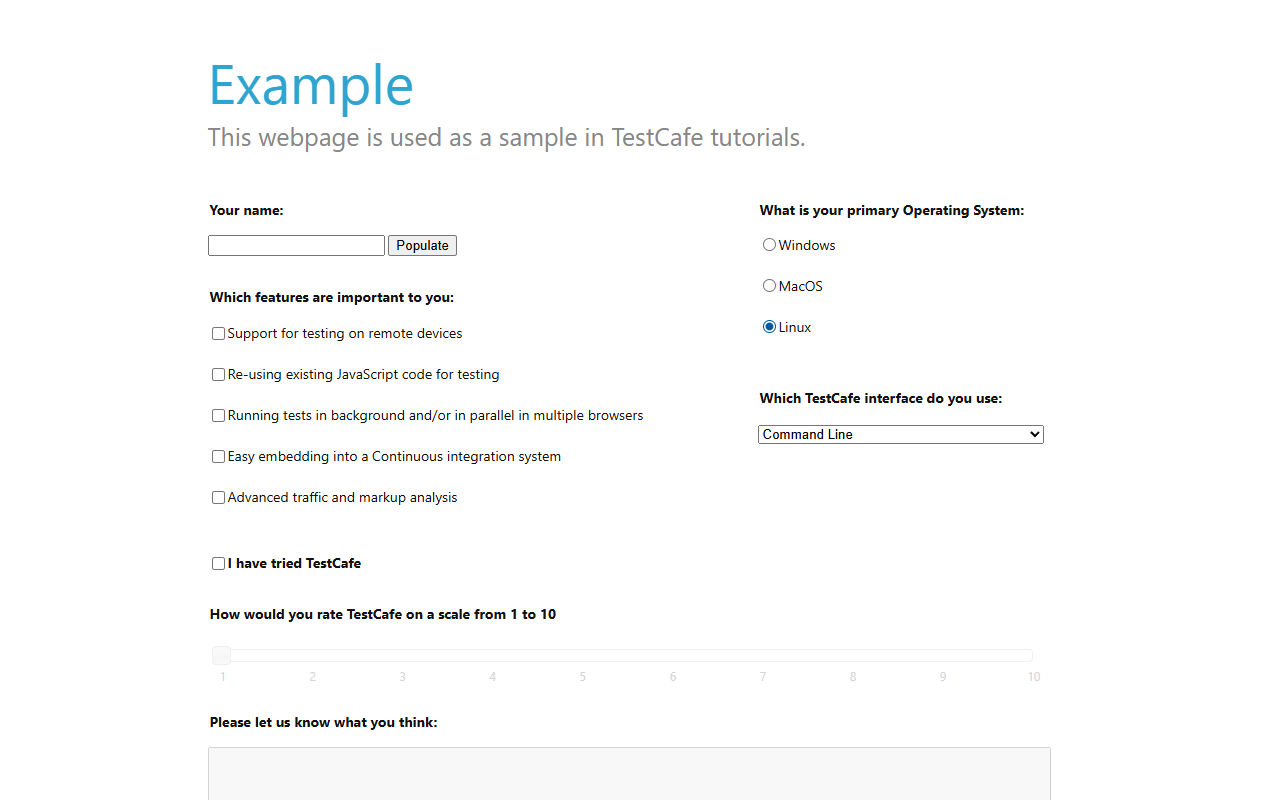 Example
This webpage is used as a sample in TestCafe tutorials.
Your name:
Populate
Which features are important to you:
Support for testing on remote devices
Re-using existing JavaScript code for testing
Running tests in background and/or in parallel in multiple browsers
Easy embedding into a Continuous integration system
Advanced traffic and markup analysis
What is your primary Operating System:
Windows
MacOS
Linux
Which TestCafe interface do you use:
Command Line
I have tried TestCafe
How would you rate TestCafe on a scale from 1 to 10
1 2 3 4 5 6 7 8 9 10
Please let us know what you think: